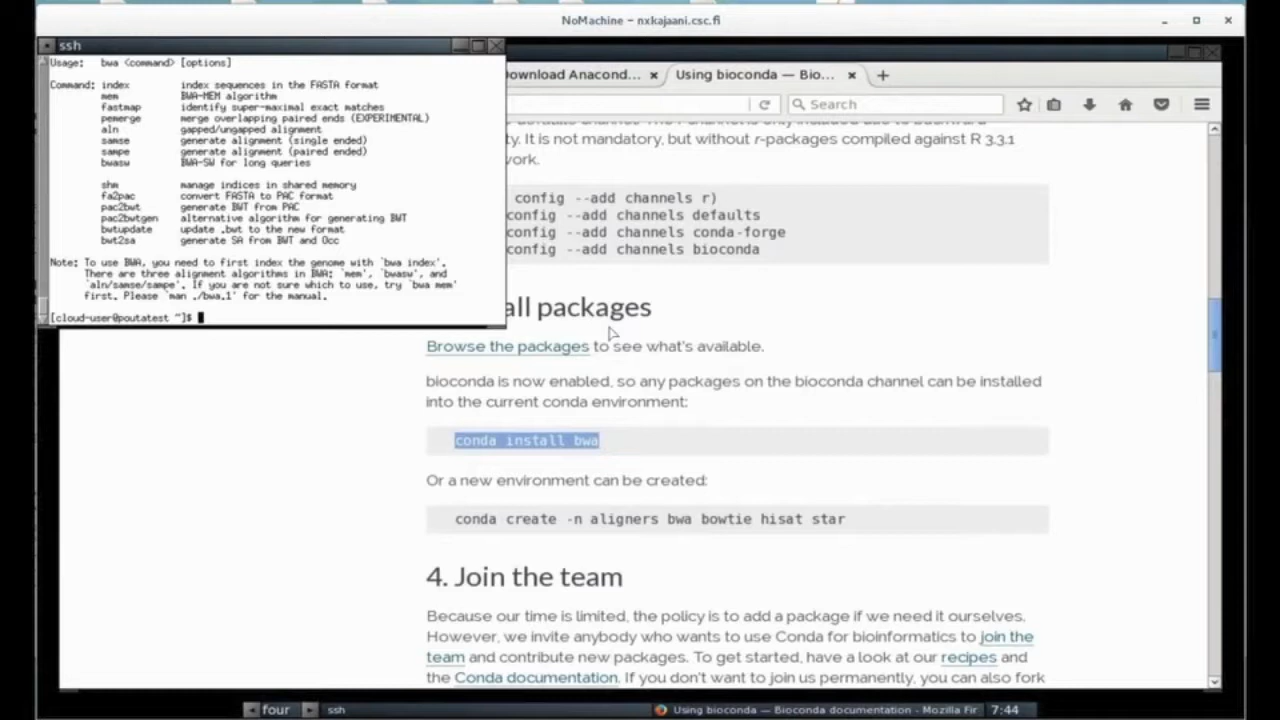 NoMachine – nxkajaani.csc.fi
ssh
Usage: bwa <command> [options]
Command: index index sequences in the FASTA format
mem BWA-MEM algorithm
fastmap identify super-maximal exact matches
pemerge merge overlapping paired ends (EXPERIMENTAL)
aln gapped/ungapped alignment
samse generate alignment (single ended)
sampe generate alignment (paired ended)
bwasw BWA-SW for long queries
shm manage indices in shared memory
fa2pac convert FASTA to PAC format
pac2bwt generate BWT from PAC
pac2bwtgen alternative algorithm for generating BWT
bwtupdate update .bwt to the new format
bwt2sa generate SA from BWT and Occ
Note: To use BWA, you need to first index the genome with `bwa index'.
There are three alignment algorithms in BWA: `mem', `bwasw', and
`aln/samse/sampe'. If you are not sure which to use, try `bwa mem'
first. Please `man ./bwa.1' for the manual.
[cloud-user@poutatest ~]$
ownload Anacond... × Using bioconda — Bio... × +
Search
ty. It is not mandatory, but without r-packages compiled against R 3.3.1
work.
config --add channels r)
config --add channels defaults
config --add channels conda-forge
config --add channels bioconda
all packages
Browse the packages to see what's available.
bioconda is now enabled, so any packages on the bioconda channel can be installed
into the current conda environment:
conda install bwa
Or a new environment can be created:
conda create -n aligners bwa bowtie hisat star
4. Join the team
Because our time is limited, the policy is to add a package if we need it ourselves.
However, we invite anybody who wants to use Conda for bioinformatics to join the
team and contribute new packages. To get started, have a look at our recipes and
the Conda documentation. If you don't want to join us permanently, you can also fork
four ssh Using bioconda — Bioconda documentation - Mozilla Fir 7:44